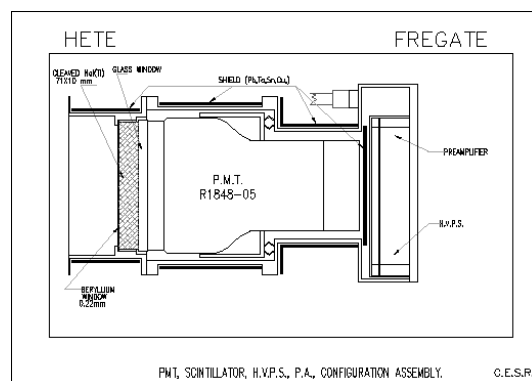 HETE
FREGATE
CLEAVED NaI(Tl)
71X10 mm
GLASS WINDOW
SHIELD (Pb,Ta,Sn,Cu)
P.M.T.
R1848-05
PREAMPLIFIER
H.V.P.S.
BERYLLIUM
WINDOW
0.22mm
PMT, SCINTILLATOR, H.V.P.S., P.A., CONFIGURATION ASSEMBLY.
C.E.S.R